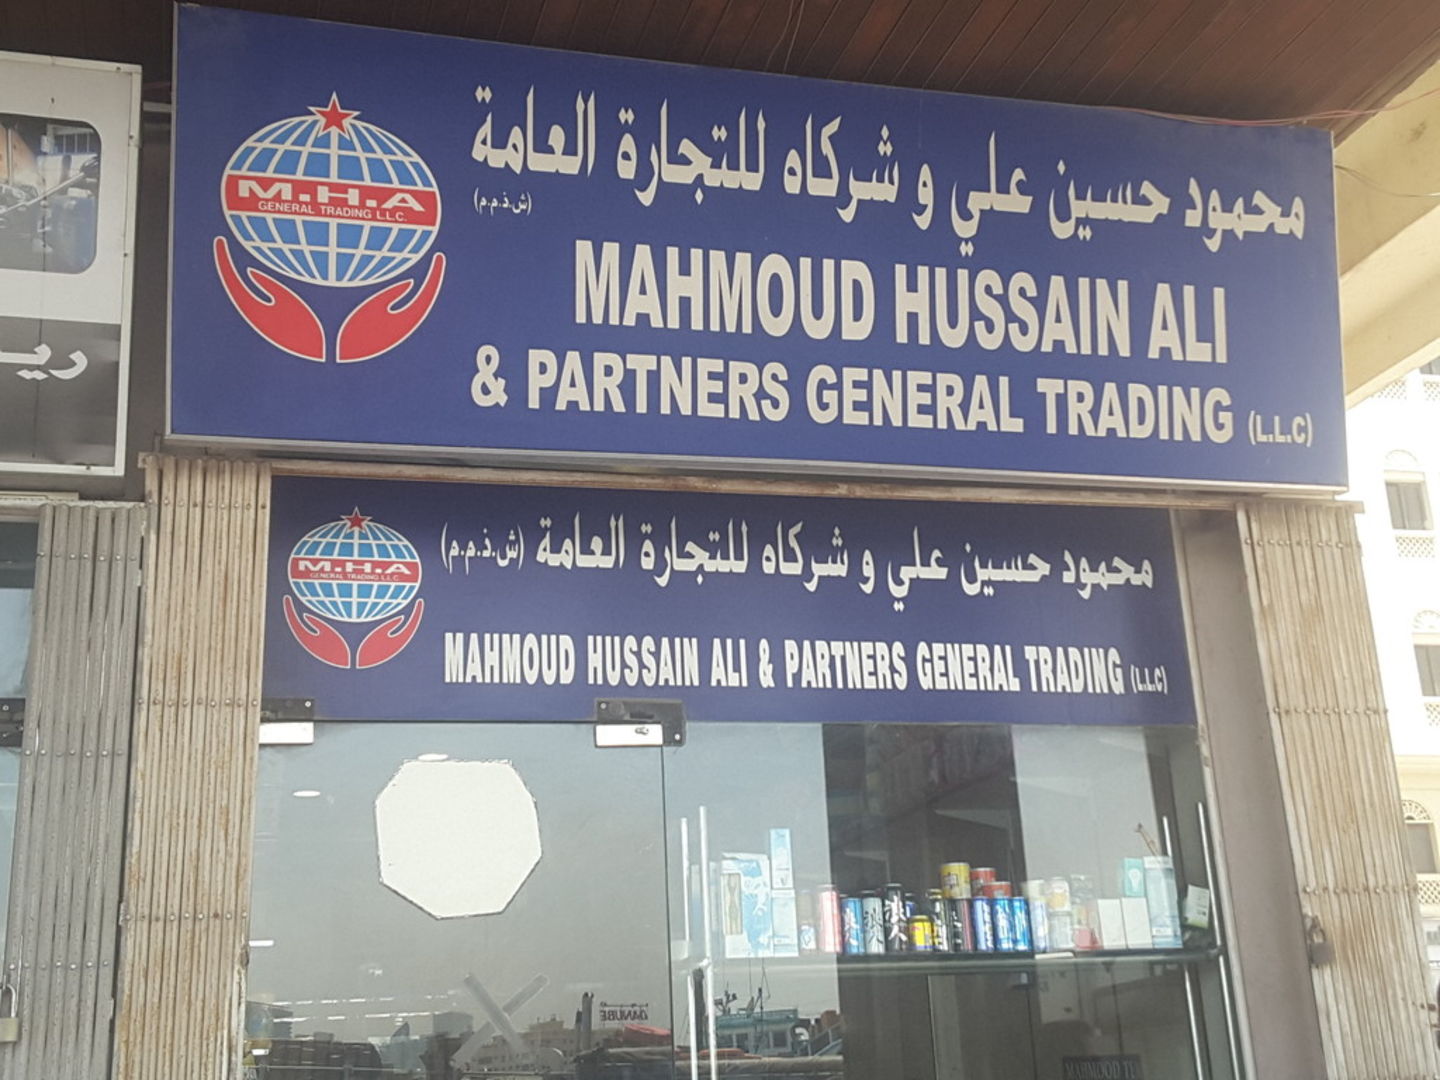 محمود حسين علي و شركاه للتجارة العامة
(ش.ذ.م.م)
M.H.A
GENERAL TRADING L.L.C.
MAHMOUD HUSSAIN ALI
& PARTNERS GENERAL TRADING (L.L.C)
محمود حسين علي و شركاه للتجارة العامة (ش.ذ.م.م)
M.H.A
GENERAL TRADING L.L.C
MAHMOUD HUSSAIN ALI & PARTNERS GENERAL TRADING (L.L.C)
DANUBE